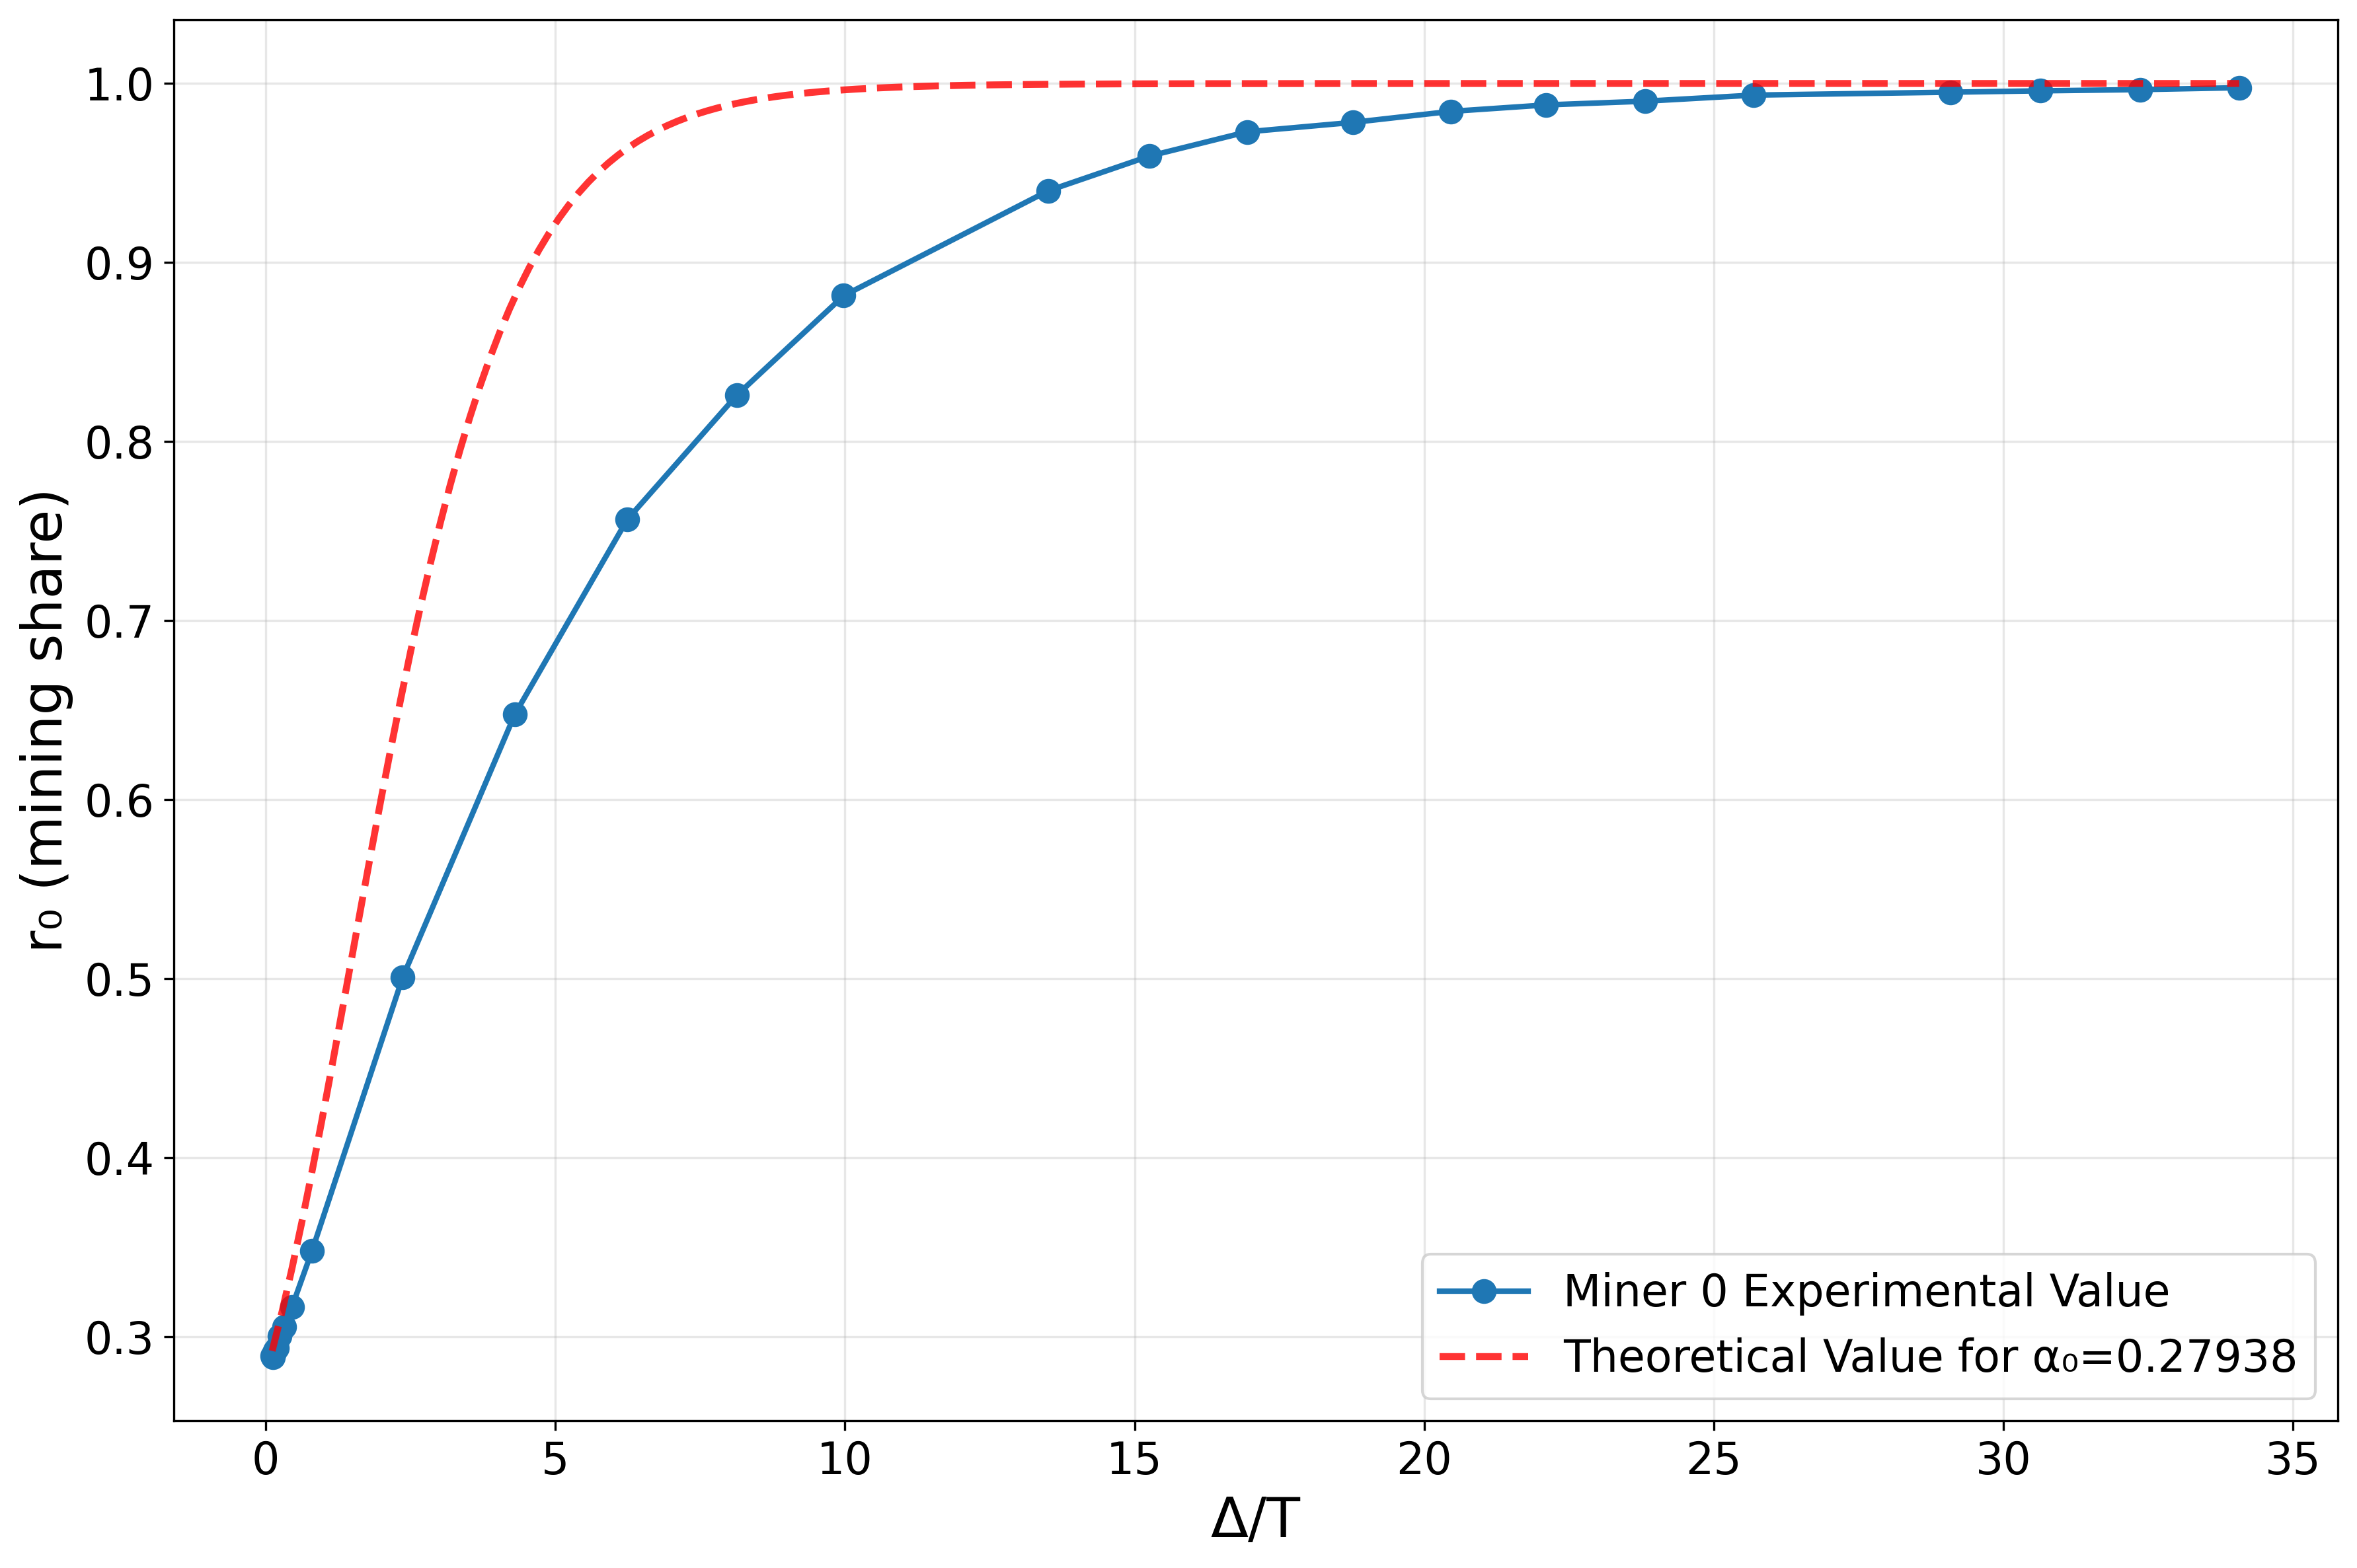 1.0
0.9
0.8
0.7
0.6
0.5
0.4
0.3
r₀ (mining share)
0 5 10 15 20 25 30 35
Δ/T
Miner 0 Experimental Value
Theoretical Value for α₀=0.27938